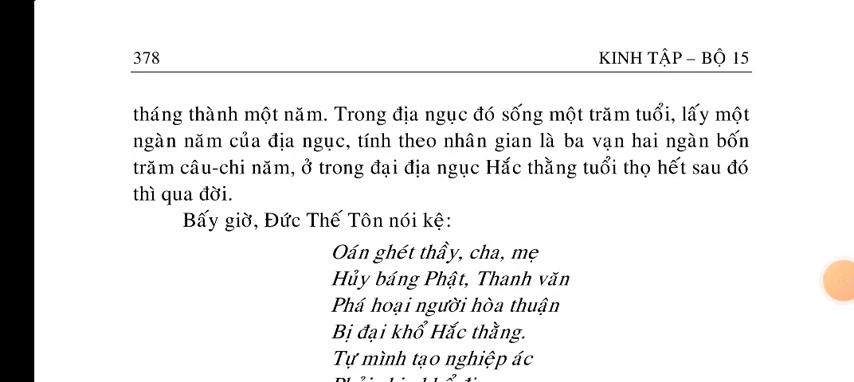 378
KINH TẬP – BỘ 15
tháng thành một năm. Trong địa ngục đó sống một trăm tuổi, lấy một
ngàn năm của địa ngục, tính theo nhân gian là ba vạn hai ngàn bốn
trăm câu-chi năm, ở trong đại địa ngục Hắc thằng tuổi thọ hết sau đó
thì qua đời.
Bấy giờ, Đức Thế Tôn nói kệ:
Oán ghét thầy, cha, mẹ
Hủy báng Phật, Thanh văn
Phá hoại người hòa thuận
Bị đại khổ Hắc thằng.
Tự mình tạo nghiệp ác